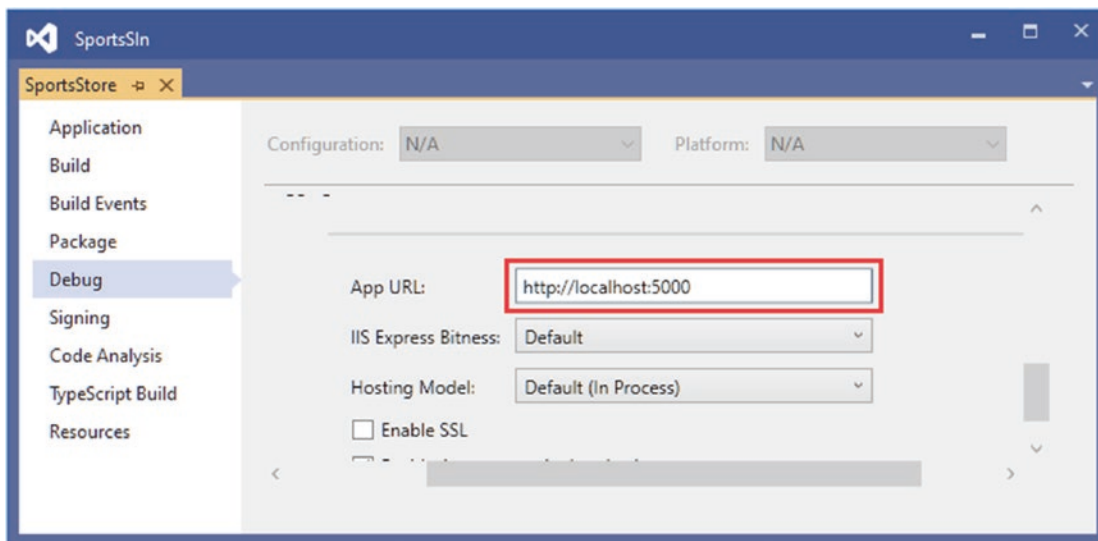 SportsSln
SportsStore
Application
Build
Build Events
Package
Debug
Signing
Code Analysis
TypeScript Build
Resources
Configuration: N/A Platform: N/A
App URL: http://localhost:5000
IIS Express Bitness: Default
Hosting Model: Default (In Process)
Enable SSL